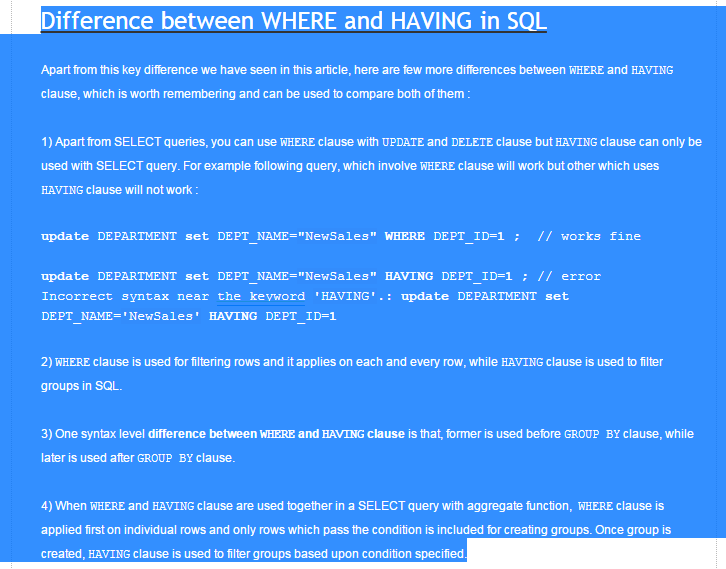 Difference between WHERE and HAVING in SQL
Apart from this key difference we have seen in this article, here are few more differences between WHERE and HAVING
clause, which is worth remembering and can be used to compare both of them :
1) Apart from SELECT queries, you can use WHERE clause with UPDATE and DELETE clause but HAVING clause can only be
used with SELECT query. For example following query, which involve WHERE clause will work but other which uses
HAVING clause will not work :
update DEPARTMENT set DEPT_NAME="NewSales" WHERE DEPT_ID=1 ;  // works fine
update DEPARTMENT set DEPT_NAME="NewSales" HAVING DEPT_ID=1 ; // error
Incorrect syntax near the keyword 'HAVING'.: update DEPARTMENT set
DEPT_NAME='NewSales' HAVING DEPT_ID=1
2) WHERE clause is used for filtering rows and it applies on each and every row, while HAVING clause is used to filter
groups in SQL.
3) One syntax level difference between WHERE and HAVING clause is that, former is used before GROUP BY clause, while
later is used after GROUP BY clause.
4) When WHERE and HAVING clause are used together in a SELECT query with aggregate function,  WHERE clause is
applied first on individual rows and only rows which pass the condition is included for creating groups. Once group is
created, HAVING clause is used to filter groups based upon condition specified.